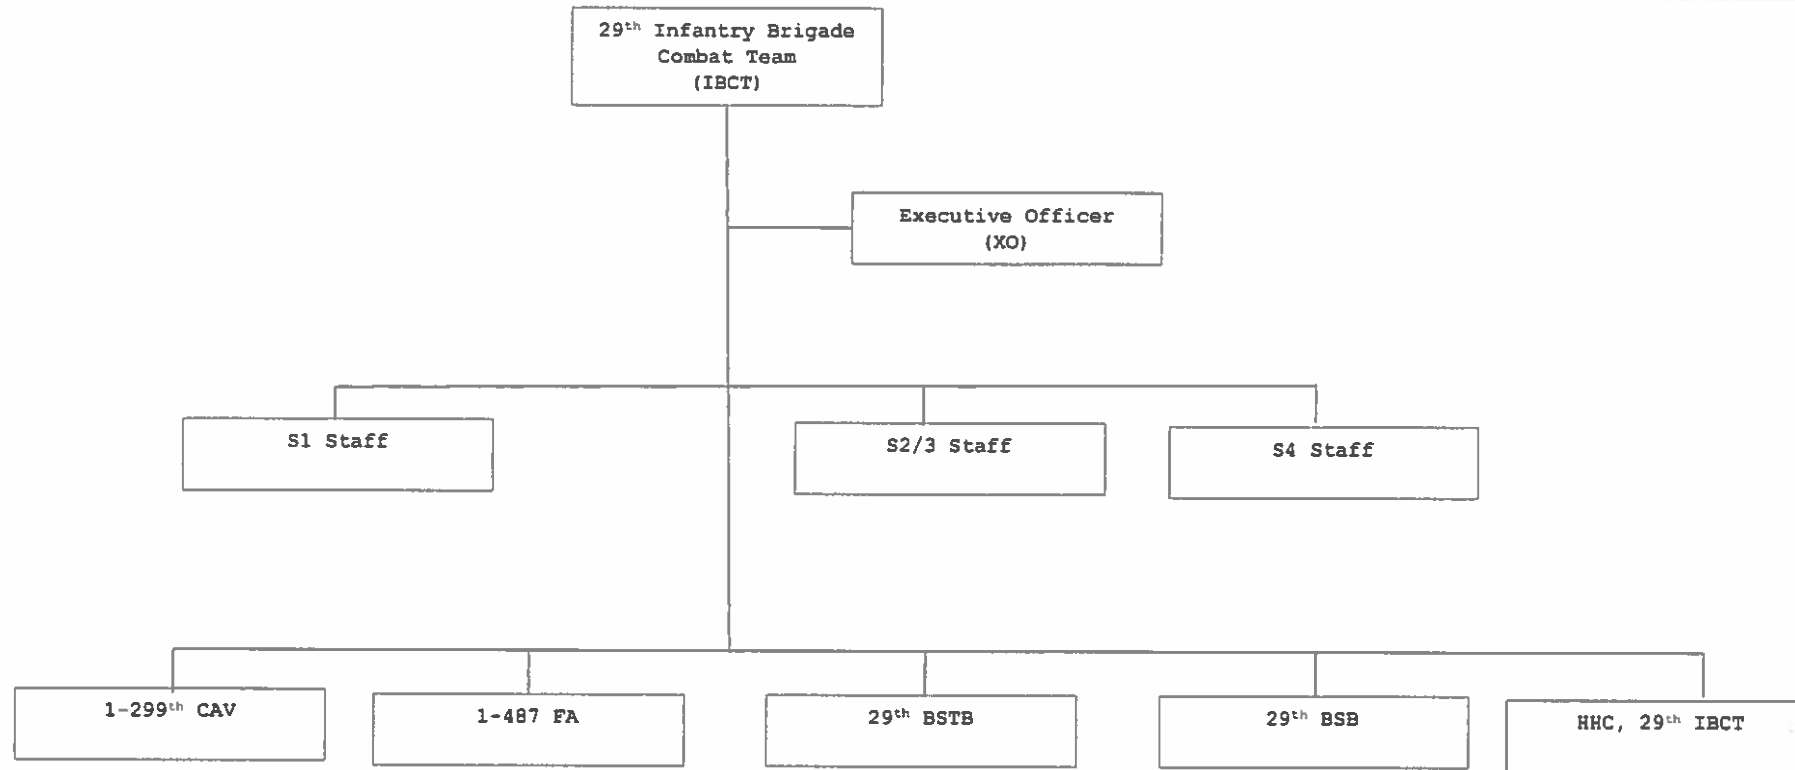 29th Infantry Brigade
Combat Team
(IBCT)
Executive Officer
(XO)
S1 Staff
S2/3 Staff
S4 Staff
1-299th CAV
1-487 FA
29th BSTB
29th BSB
HHC, 29th IBCT